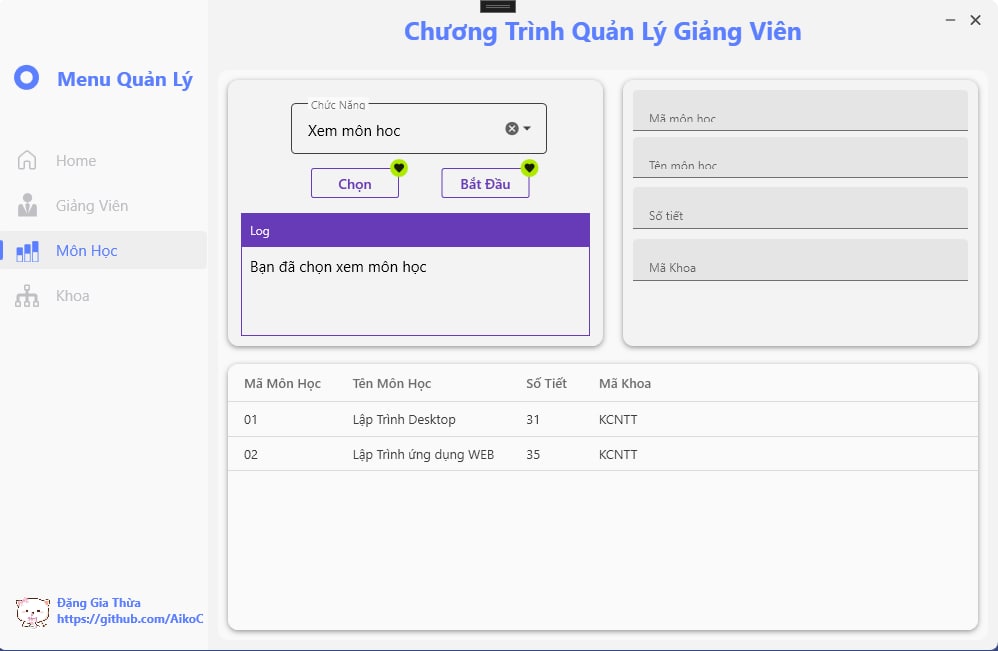 Chương Trình Quản Lý Giảng Viên
Menu Quản Lý
Home
Giảng Viên
Môn Học
Khoa
Đặng Gia Thừa
https://github.com/AikoC
Chức Năng
Xem môn hoc
Chọn
Bắt Đầu
Log
Bạn đã chọn xem môn học
Mã môn học
Tên môn học
Số tiết
Mã Khoa
Mã Môn Học Tên Môn Học Số Tiết Mã Khoa
01 Lập Trình Desktop 31 KCNTT
02 Lập Trình ứng dụng WEB 35 KCNTT